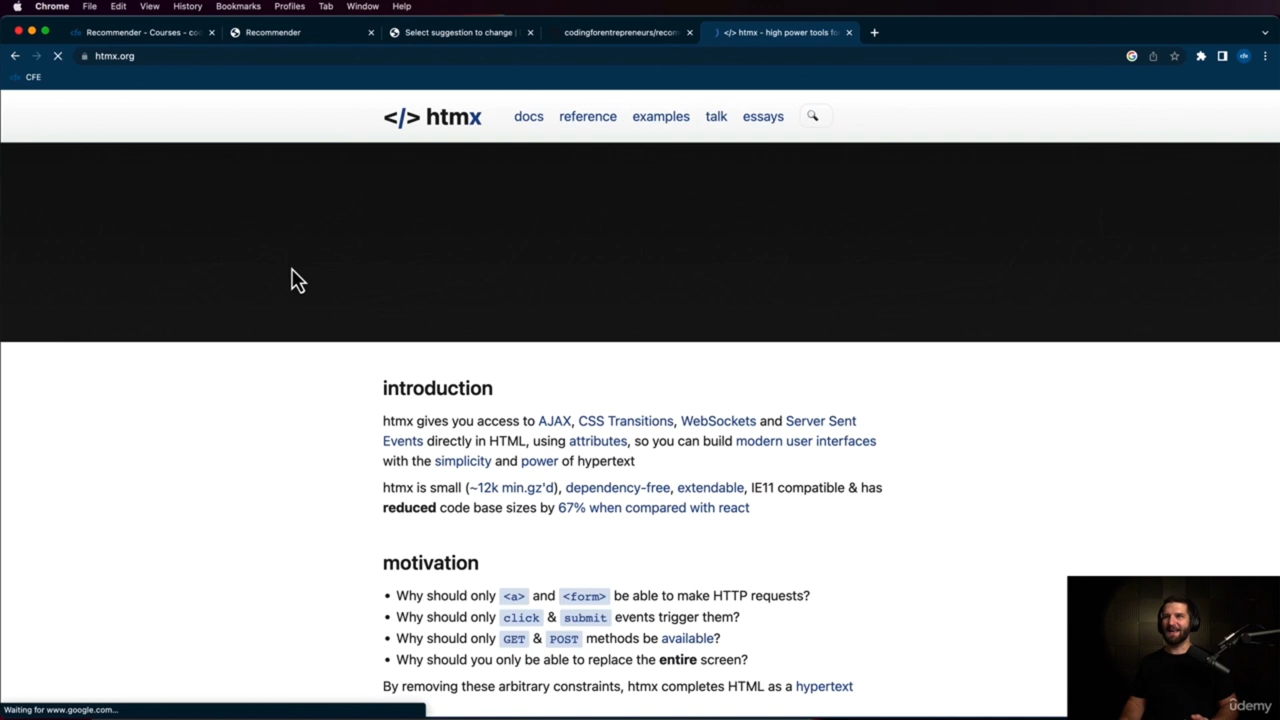 Chrome File Edit View History Bookmarks Profiles Tab Window Help
Recommender - Courses - co Recommender Select suggestion to change | codingforentrepreneurs/recom </> htmx - high power tools fo
htmx.org
CFE
</> htmx docs reference examples talk essays
introduction
htmx gives you access to AJAX, CSS Transitions, WebSockets and Server Sent
Events directly in HTML, using attributes, so you can build modern user interfaces
with the simplicity and power of hypertext
htmx is small (~12k min.gz'd), dependency-free, extendable, IE11 compatible & has
reduced code base sizes by 67% when compared with react
motivation
• Why should only <a> and <form> be able to make HTTP requests?
• Why should only click & submit events trigger them?
• Why should only GET & POST methods be available?
• Why should you only be able to replace the entire screen?
By removing these arbitrary constraints, htmx completes HTML as a hypertext
Waiting for www.google.com...
ûdemy